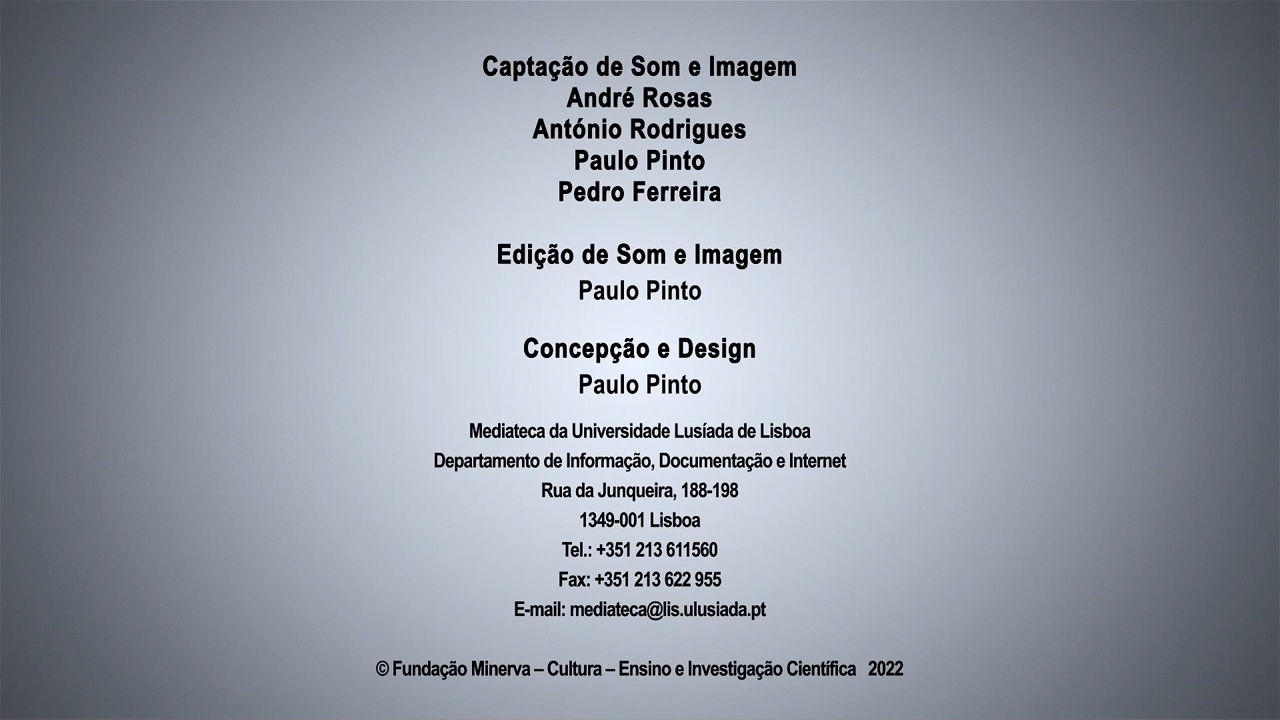 Captação de Som e Imagem
André Rosas
António Rodrigues
Paulo Pinto
Pedro Ferreira
Edição de Som e Imagem
Paulo Pinto
Concepção e Design
Paulo Pinto
Mediateca da Universidade Lusíada de Lisboa
Departamento de Informação, Documentação e Internet
Rua da Junqueira, 188-198
1349-001 Lisboa
Tel.: +351 213 611560
Fax: +351 213 622 955
E-mail: mediateca@lis.ulusiada.pt
© Fundação Minerva – Cultura – Ensino e Investigação Científica 2022